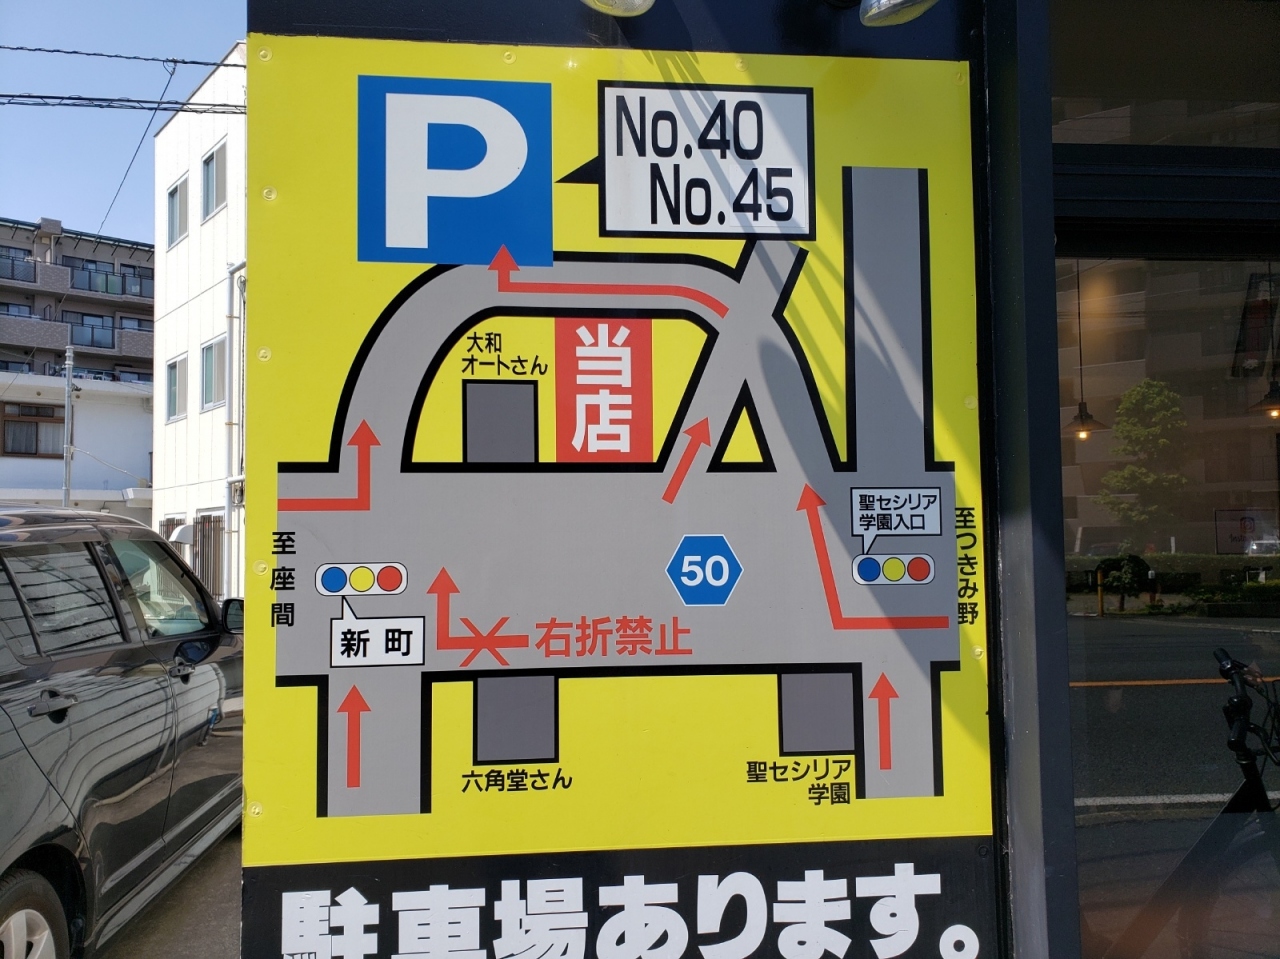 P
No.40
No.45
大和
オートさん
当店
聖セシリア
学園入口
至つきみ野
至座間
50
新町
右折禁止
六角堂さん
聖セシリア
学園
駐車場あります。